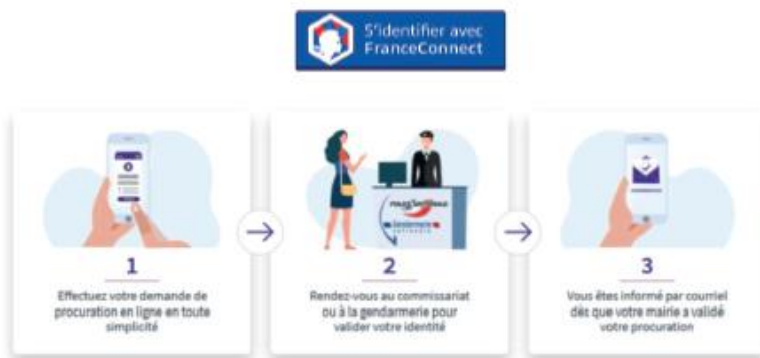 S'identifier avec
FranceConnect
1
Effectuez votre demande de
procuration en ligne en toute
simplicité
2
Rendez-vous au commissariat
ou à la gendarmerie pour
valider votre identité
3
Vous êtes informé par courriel
dès que votre mairie a validé
votre procuration